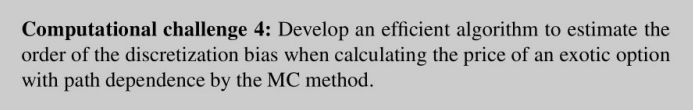 Computational challenge 4: Develop an efficient algorithm to estimate the
order of the discretization bias when calculating the price of an exotic option
with path dependence by the MC method.